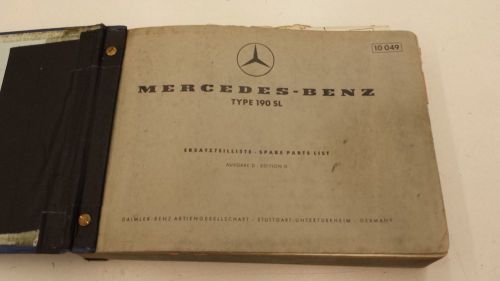 10 049
MERCEDES-BENZ
TYPE 190 SL
ERSATZTEILLISTE · SPARE PARTS LIST
AUSGABE D · EDITION D
DAIMLER-BENZ AKTIENGESELLSCHAFT · STUTTGART-UNTERTÜRKHEIM · GERMANY